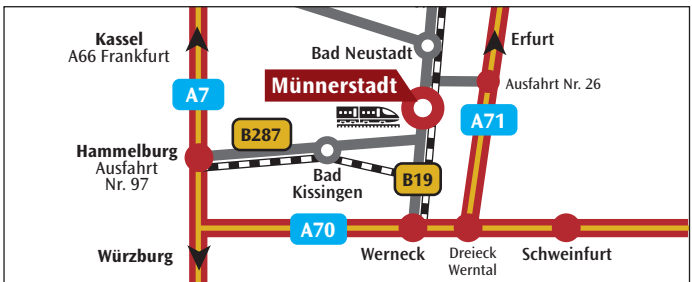 Kassel
A66 Frankfurt
Bad Neustadt
Erfurt
Münnerstadt
Ausfahrt Nr. 26
A7
A71
B287
Hammelburg
Ausfahrt
Nr. 97
Bad
Kissingen
B19
A70
Würzburg
Werneck
Dreieck
Werntal
Schweinfurt